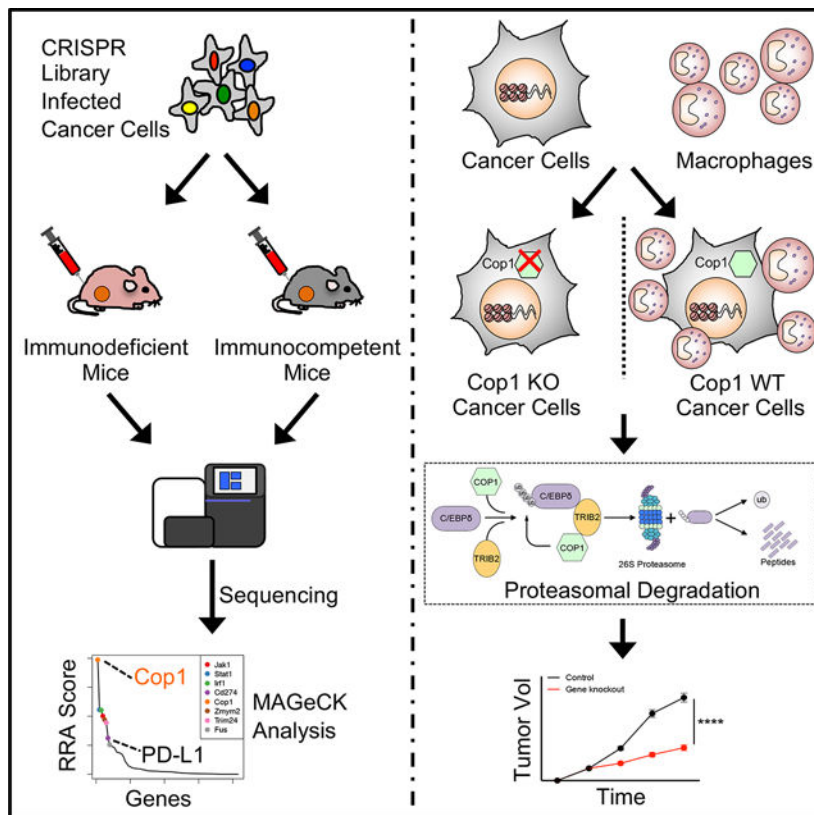 CRISPR
Library
Infected
Cancer Cells
Immunodeficient
Mice
Immunocompetent
Mice
Sequencing
RRA Score
Cop1
PD-L1
Jak1
Stat1
Irf1
Cd274
Cop1
Zmym2
Trim24
Fus
MAGeCK
Analysis
Genes
Cancer Cells
Macrophages
Cop1
Cop1
Cop1 KO
Cancer Cells
Cop1 WT
Cancer Cells
COP1
C/EBPδ
TRIB2
C/EBPδ
TRIB2
COP1
26S Proteasome
+
ub
Peptides
Proteasomal Degradation
Tumor Vol
Control
Gene knockout
****
Time